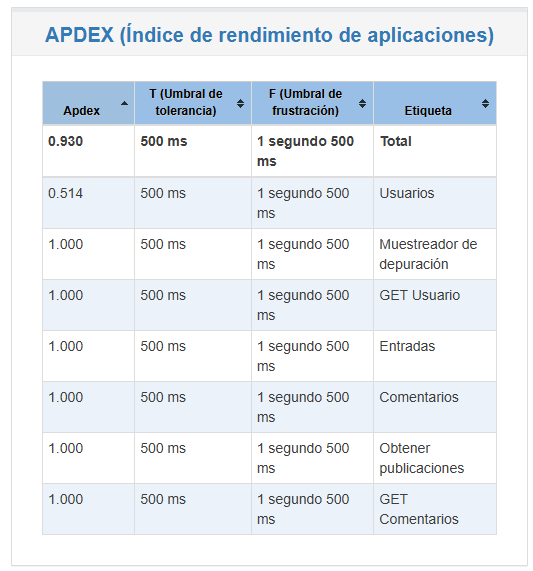 APDEX (Índice de rendimiento de aplicaciones)
Apdex T (Umbral de tolerancia) F (Umbral de frustración) Etiqueta
0.930 500 ms 1 segundo 500 ms Total
0.514 500 ms 1 segundo 500 ms Usuarios
1.000 500 ms 1 segundo 500 ms Muestreador de depuración
1.000 500 ms 1 segundo 500 ms GET Usuario
1.000 500 ms 1 segundo 500 ms Entradas
1.000 500 ms 1 segundo 500 ms Comentarios
1.000 500 ms 1 segundo 500 ms Obtener publicaciones
1.000 500 ms 1 segundo 500 ms GET Comentarios